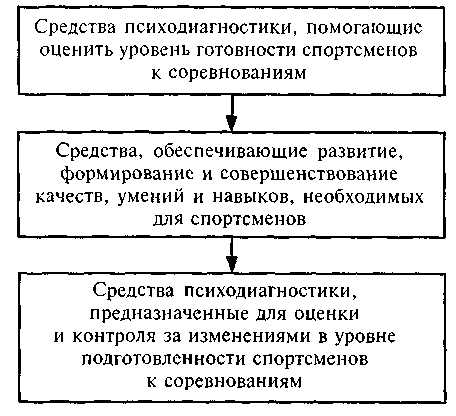 Средства психодиагностики, помогающие
оценить уровень готовности спортсменов
к соревнованиям
Средства, обеспечивающие развитие,
формирование и совершенствование
качеств, умений и навыков, необходимых
для спортсменов
Средства психодиагностики,
предназначенные для оценки
и контроля за изменениями в уровне
подготовленности спортсменов
к соревнованиям